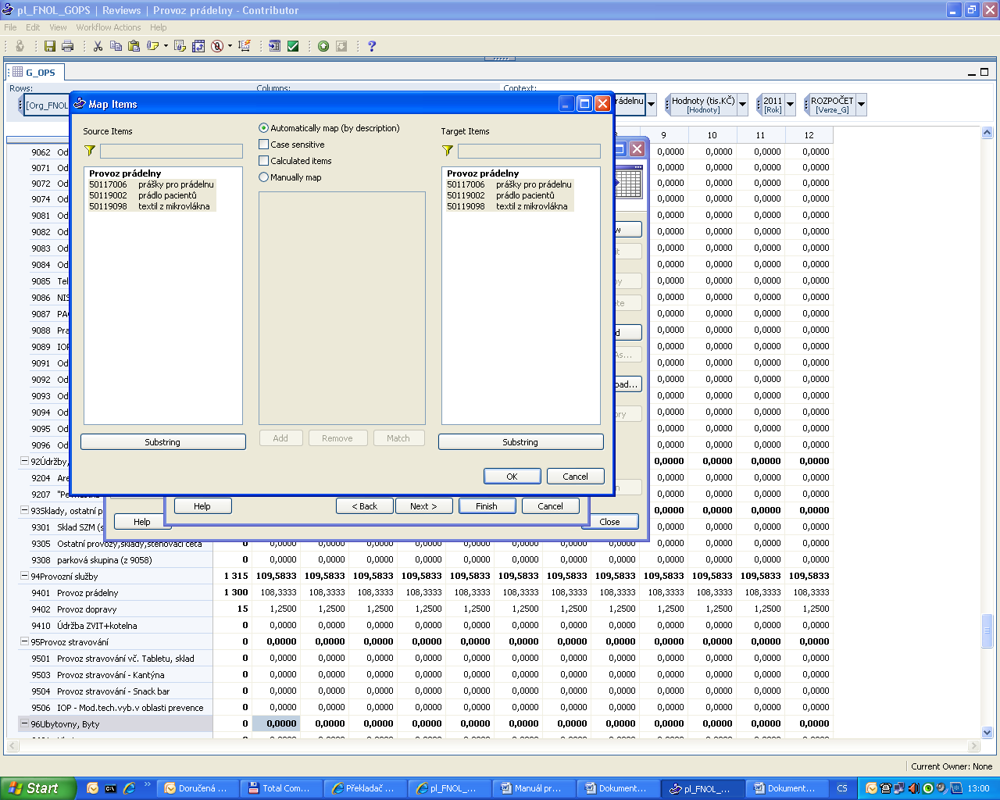 pl_FNOL_GOPS | Reviews | Provoz prádelny - Contributor
File Edit View Workflow Actions Help
G_OPS
Rows: Columns: Context:
[Org_FNOL rádelnu Hodnoty (tis.KČ) [Hodnoty] 2011 [Rok] ROZPOČET [Verze_G]
Map Items
Source Items
Automatically map (by description)
Case sensitive
Calculated items
Manually map
Target Items
Provoz prádelny
50117006 prášky pro prádelnu
50119002 prádlo pacientů
50119098 textil z mikrovlákna
Provoz prádelny
50117006 prášky pro prádelnu
50119002 prádlo pacientů
50119098 textil z mikrovlákna
Substring Add Remove Match Substring
OK Cancel
Help < Back Next > Finish Cancel
Help Close
9 10 11 12
9062 Od 0,0000 0,0000 0,0000 0,0000
9071 Od 0,0000 0,0000 0,0000 0,0000
9072 Od 0,0000 0,0000 0,0000 0,0000
9074 Od 0,0000 0,0000 0,0000 0,0000
9081 Od 0,0000 0,0000 0,0000 0,0000
9082 Od 0,0000 0,0000 0,0000 0,0000
9083 Od 0,0000 0,0000 0,0000 0,0000
9084 Od 0,0000 0,0000 0,0000 0,0000
9085 Tel 0,0000 0,0000 0,0000 0,0000
9086 NIS 0,0000 0,0000 0,0000 0,0000
9087 PAC 0,0000 0,0000 0,0000 0,0000
9088 Pra 0,0000 0,0000 0,0000 0,0000
9089 IOP 0,0000 0,0000 0,0000 0,0000
9091 Od 0,0000 0,0000 0,0000 0,0000
9092 Od 0,0000 0,0000 0,0000 0,0000
9093 Od 0,0000 0,0000 0,0000 0,0000
9094 Od 0,0000 0,0000 0,0000 0,0000
9095 Od 0,0000 0,0000 0,0000 0,0000
9096 Od 0,0000 0,0000 0,0000 0,0000
92Údržby, 0,0000 0,0000 0,0000 0,0000
9204 Are 0,0000 0,0000 0,0000 0,0000
9207 0,0000 0,0000 0,0000 0,0000
93Sklady, ostatní p 0,0000 0,0000 0,0000 0,0000
9301 Sklad SZM (s 0,0000 0,0000 0,0000 0,0000
9305 Ostatní provozy,sklady,stěhovací četa 0 0,0000 0,0000 0,0000 0,0000 0,0000 0,0000 0,0000 0,0000 0,0000 0,0000 0,0000 0,0000
9308 parková skupina (z 9058) 0 0,0000 0,0000 0,0000 0,0000 0,0000 0,0000 0,0000 0,0000 0,0000 0,0000 0,0000 0,0000
94Provozní služby 1 315 109,5833 109,5833 109,5833 109,5833 109,5833 109,5833 109,5833 109,5833 109,5833 109,5833 109,5833 109,5833
9401 Provoz prádelny 1 300 108,3333 108,3333 108,3333 108,3333 108,3333 108,3333 108,3333 108,3333 108,3333 108,3333 108,3333 108,3333
9402 Provoz dopravy 15 1,2500 1,2500 1,2500 1,2500 1,2500 1,2500 1,2500 1,2500 1,2500 1,2500 1,2500 1,2500
9410 Údržba ZVIT+kotelna 0 0,0000 0,0000 0,0000 0,0000 0,0000 0,0000 0,0000 0,0000 0,0000 0,0000 0,0000 0,0000
95Provoz stravování 0 0,0000 0,0000 0,0000 0,0000 0,0000 0,0000 0,0000 0,0000 0,0000 0,0000 0,0000 0,0000
9501 Provoz stravování vč. Tabletu, sklad 0 0,0000 0,0000 0,0000 0,0000 0,0000 0,0000 0,0000 0,0000 0,0000 0,0000 0,0000 0,0000
9503 Provoz stravování - Kantýna 0 0,0000 0,0000 0,0000 0,0000 0,0000 0,0000 0,0000 0,0000 0,0000 0,0000 0,0000 0,0000
9504 Provoz stravování - Snack bar 0 0,0000 0,0000 0,0000 0,0000 0,0000 0,0000 0,0000 0,0000 0,0000 0,0000 0,0000 0,0000
9506 IOP - Mod.tech.vyb.v oblasti prevence 0 0,0000 0,0000 0,0000 0,0000 0,0000 0,0000 0,0000 0,0000 0,0000 0,0000 0,0000 0,0000
96Ubytovny, Byty 0 0,0000 0,0000 0,0000 0,0000 0,0000 0,0000 0,0000 0,0000 0,0000 0,0000 0,0000 0,0000
Current Owner: None
Start Doručená ... Total Com... Překladač ... pl_FNOL_... Manuál pr... Dokument... pl_FNOL_... Dokument... CS 13:00